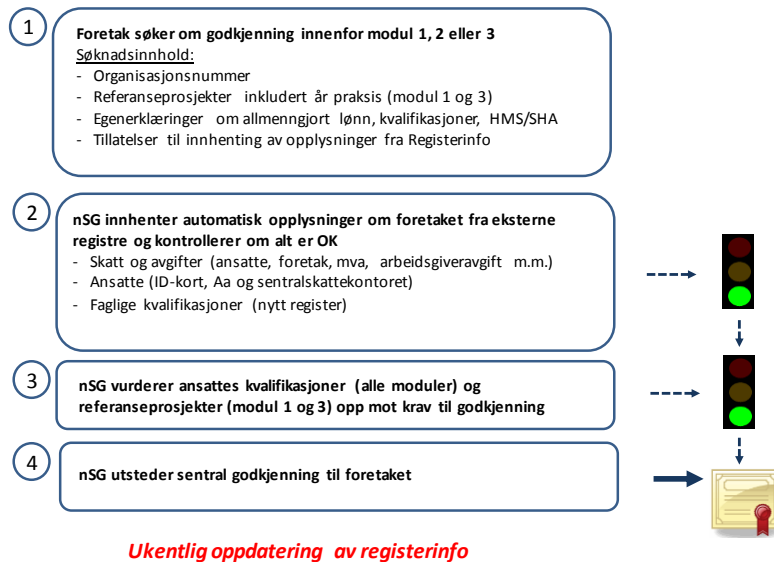 1
Foretak søker om godkjenning innenfor modul 1, 2 eller 3
Søknadsinnhold:
- Organisasjonsnummer
- Referanseprosjekter inkludert år praksis (modul 1 og 3)
- Egenerklæringer om allmenngjort lønn, kvalifikasjoner, HMS/SHA
- Tillatelser til innhenting av opplysninger fra Registerinfo
2
nSG innhenter automatisk opplysninger om foretaket fra eksterne
registre og kontrollerer om alt er OK
- Skatt og avgifter (ansatte, foretak, mva, arbeidsgiveravgift m.m.)
- Ansatte (ID-kort, Aa og sentralskattekontoret)
- Faglige kvalifikasjoner (nytt register)
3
nSG vurderer ansattes kvalifikasjoner (alle moduler) og
referanseprosjekter (modul 1 og 3) opp mot krav til godkjenning
4
nSG utsteder sentral godkjenning til foretaket
Ukentlig oppdatering av registerinfo